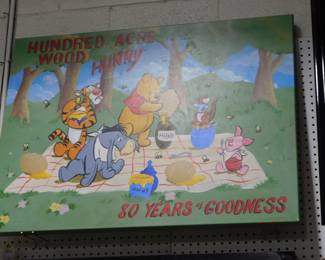 HUNDRED ACRE
WOOD HUNNY
80 YEARS of GOODNESS